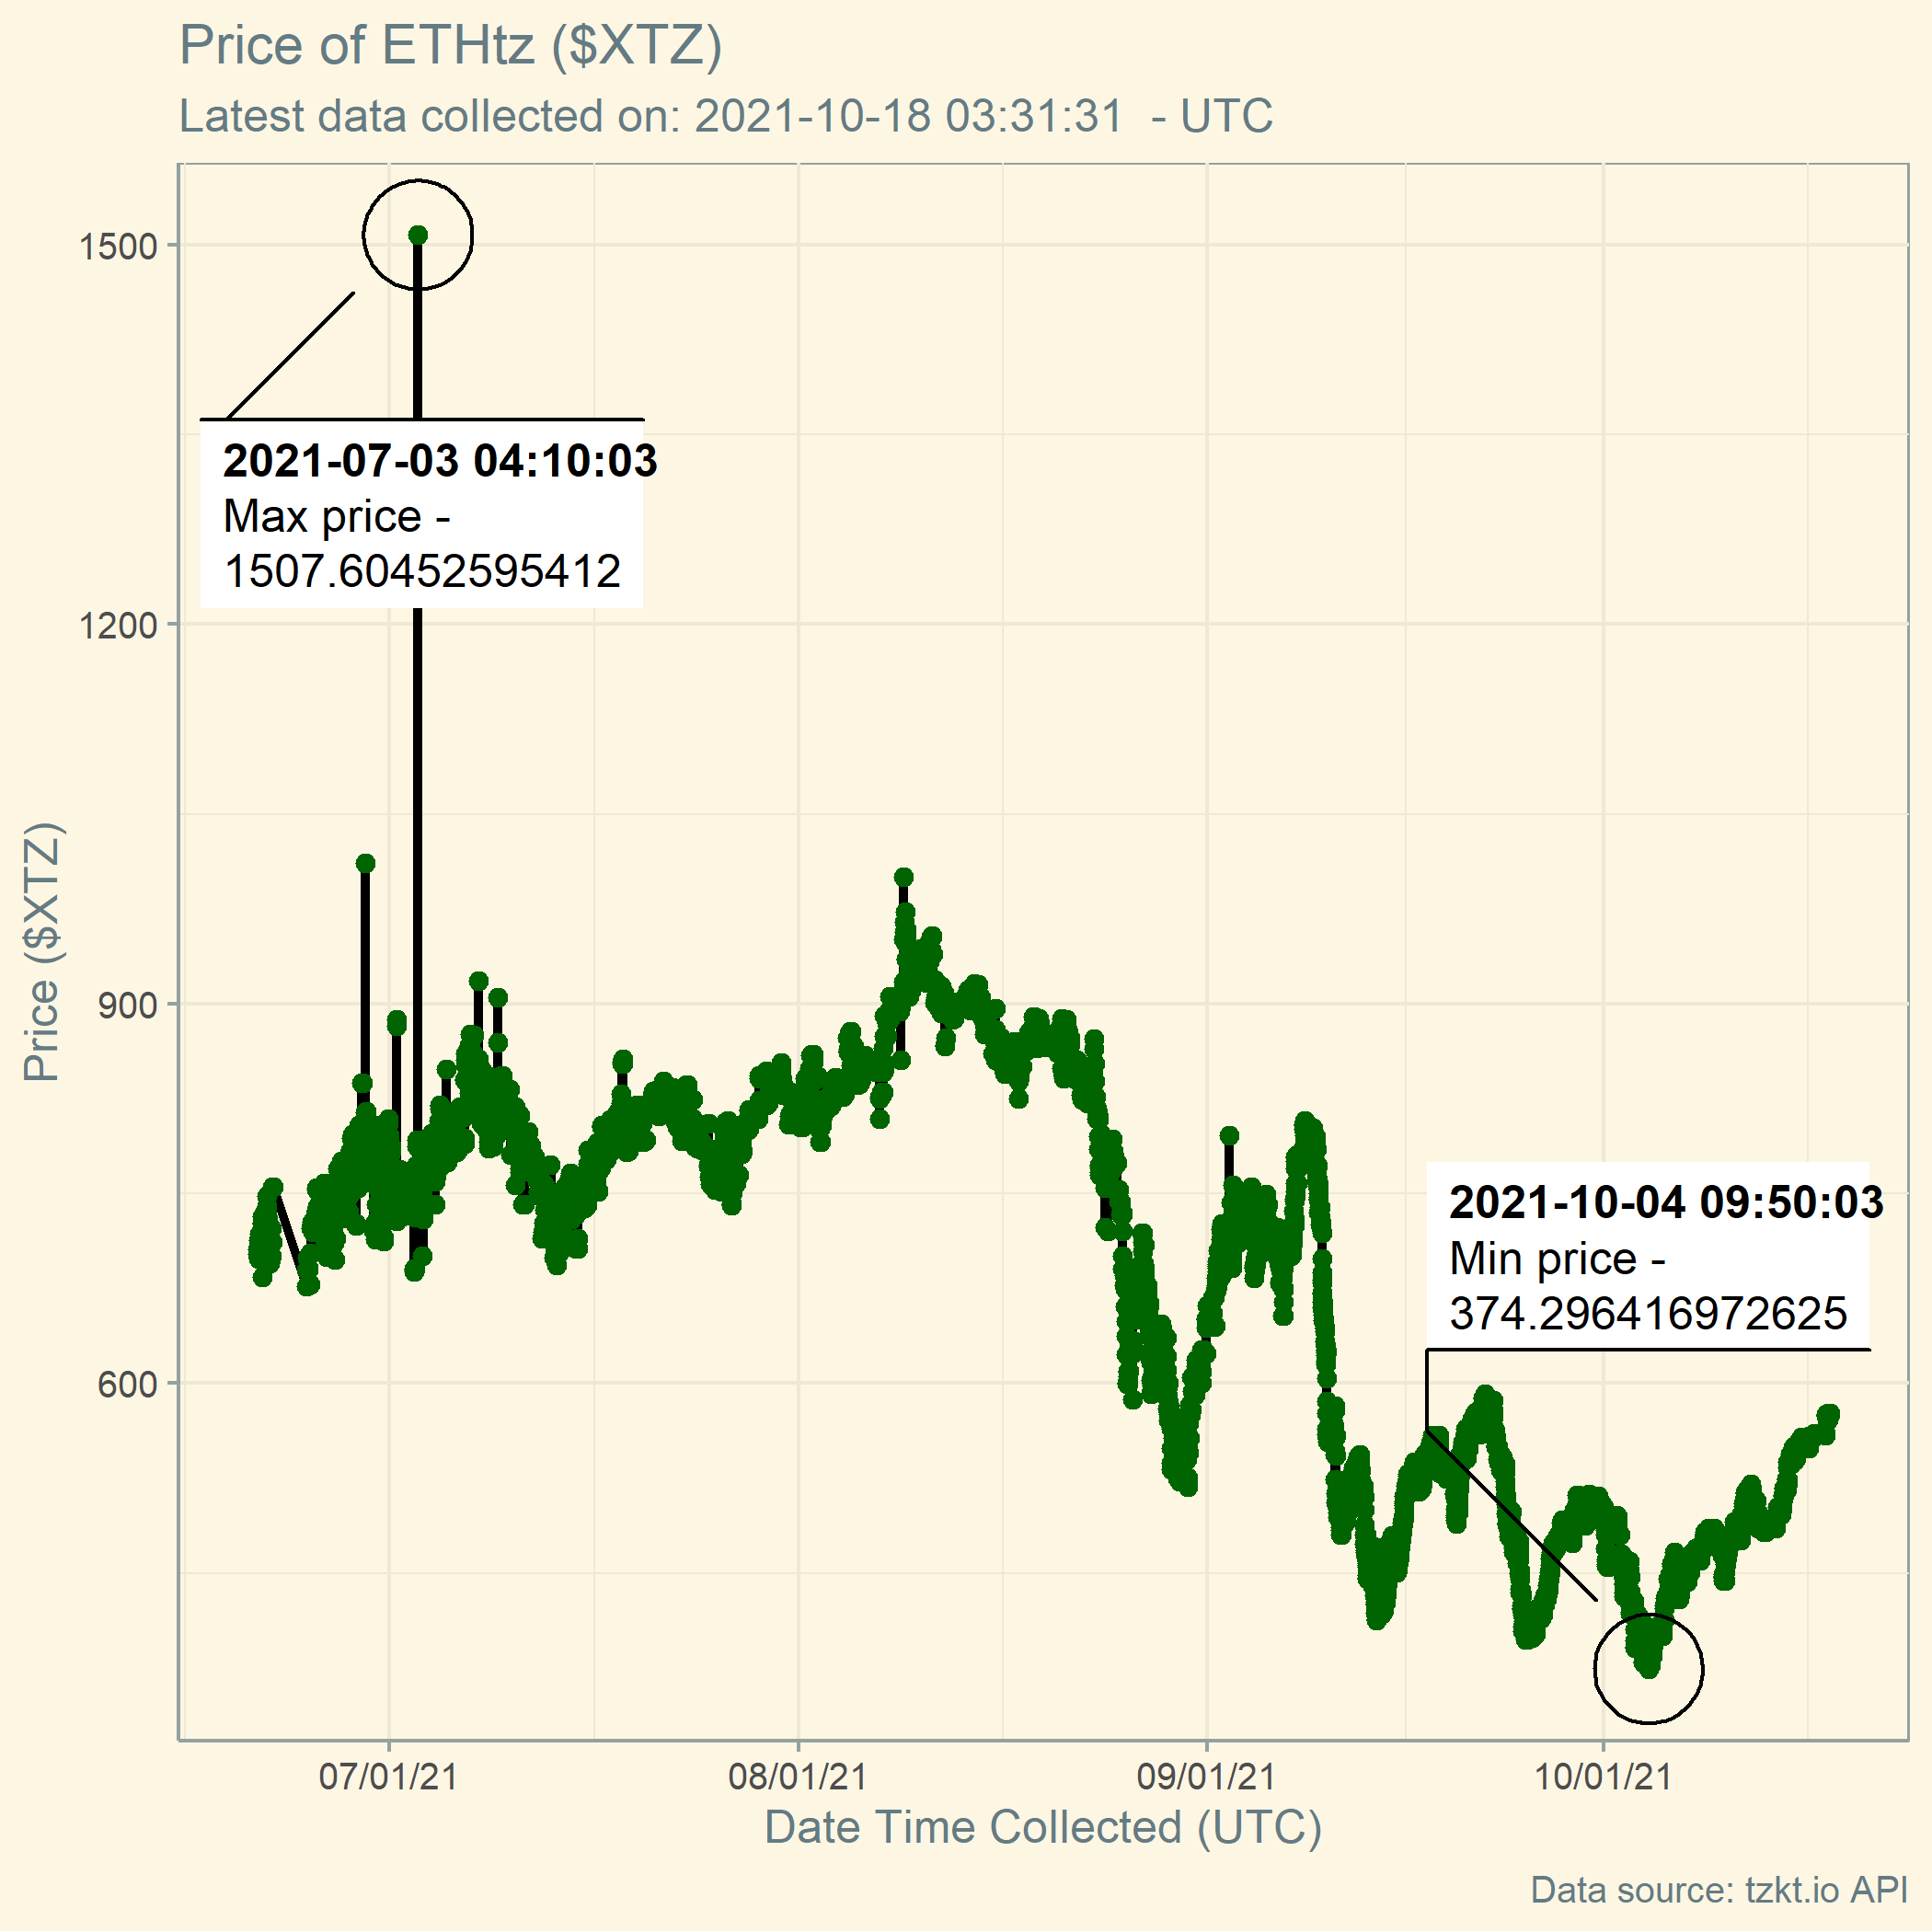 Price of ETHtz ($XTZ)
Latest data collected on: 2021-10-18 03:31:31  - UTC
1500
1200
900
600
Price ($XTZ)
2021-07-03 04:10:03
Max price -
1507.60452595412
2021-10-04 09:50:03
Min price -
374.296416972625
07/01/21
08/01/21
09/01/21
10/01/21
Date Time Collected (UTC)
Data source: tzkt.io API